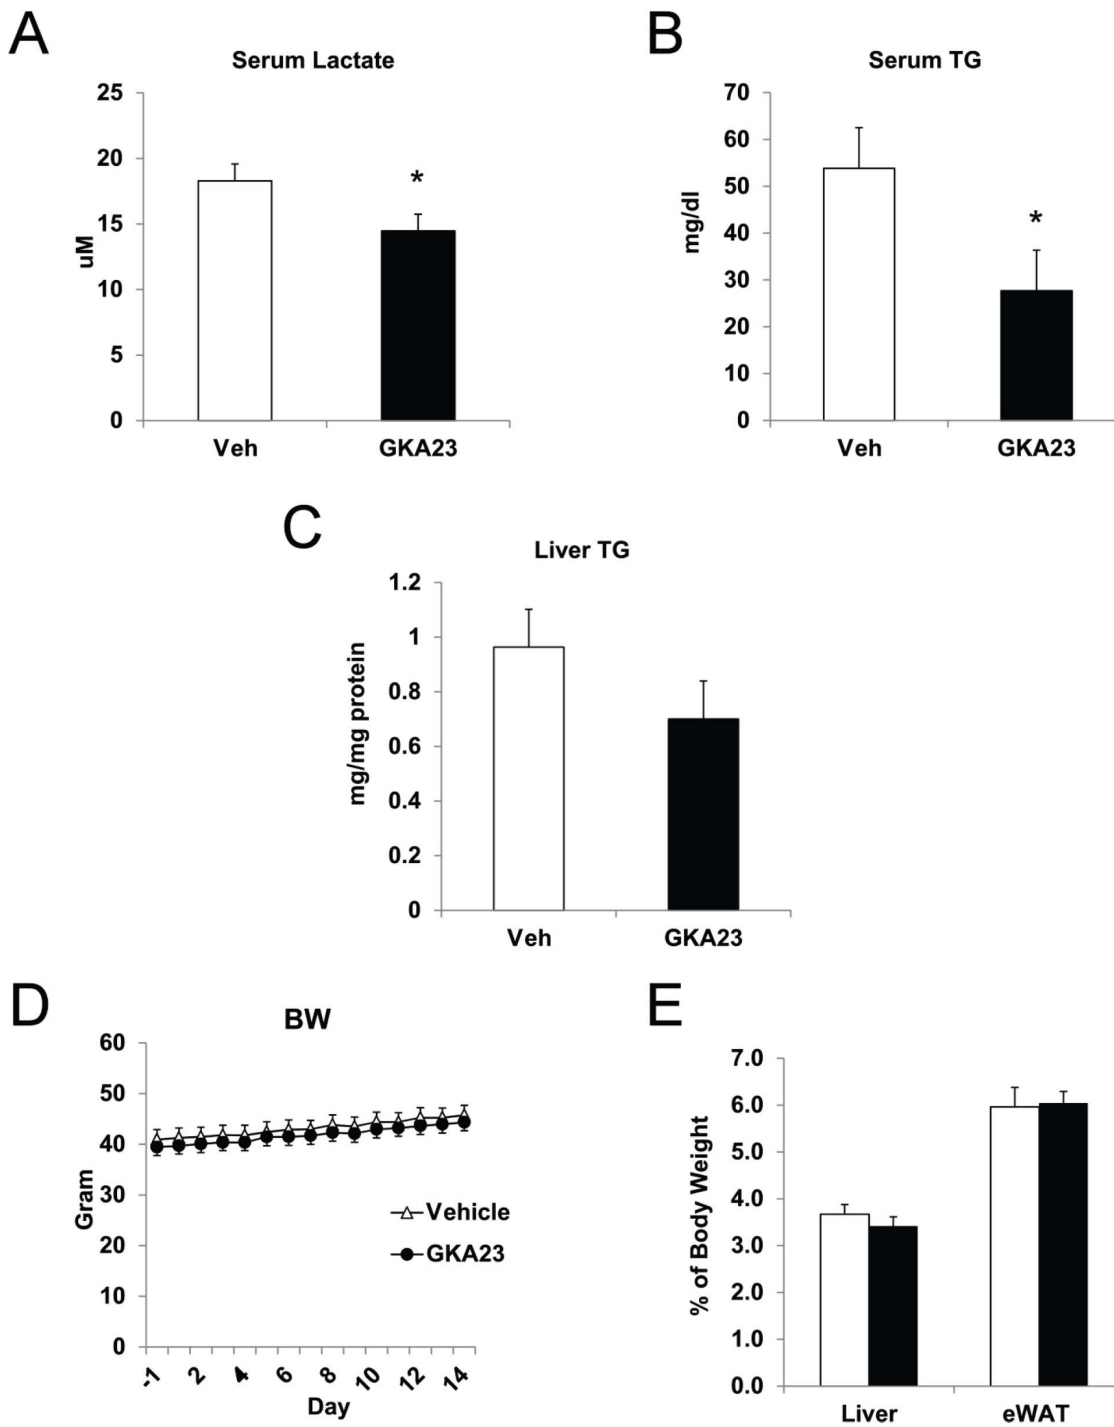 A
Serum Lactate
25
20
15
10
5
0
uM
*
Veh
GKA23
B
Serum TG
70
60
50
40
30
20
10
0
mg/dl
*
Veh
GKA23
C
Liver TG
1.2
1
0.8
0.6
0.4
0.2
0
mg/mg protein
Veh
GKA23
D
BW
60
50
40
30
20
10
0
Gram
Vehicle
GKA23
-1 2 4 6 8 10 12 14
Day
E
7.0
6.0
5.0
4.0
3.0
2.0
1.0
0.0
% of Body Weight
Liver
eWAT